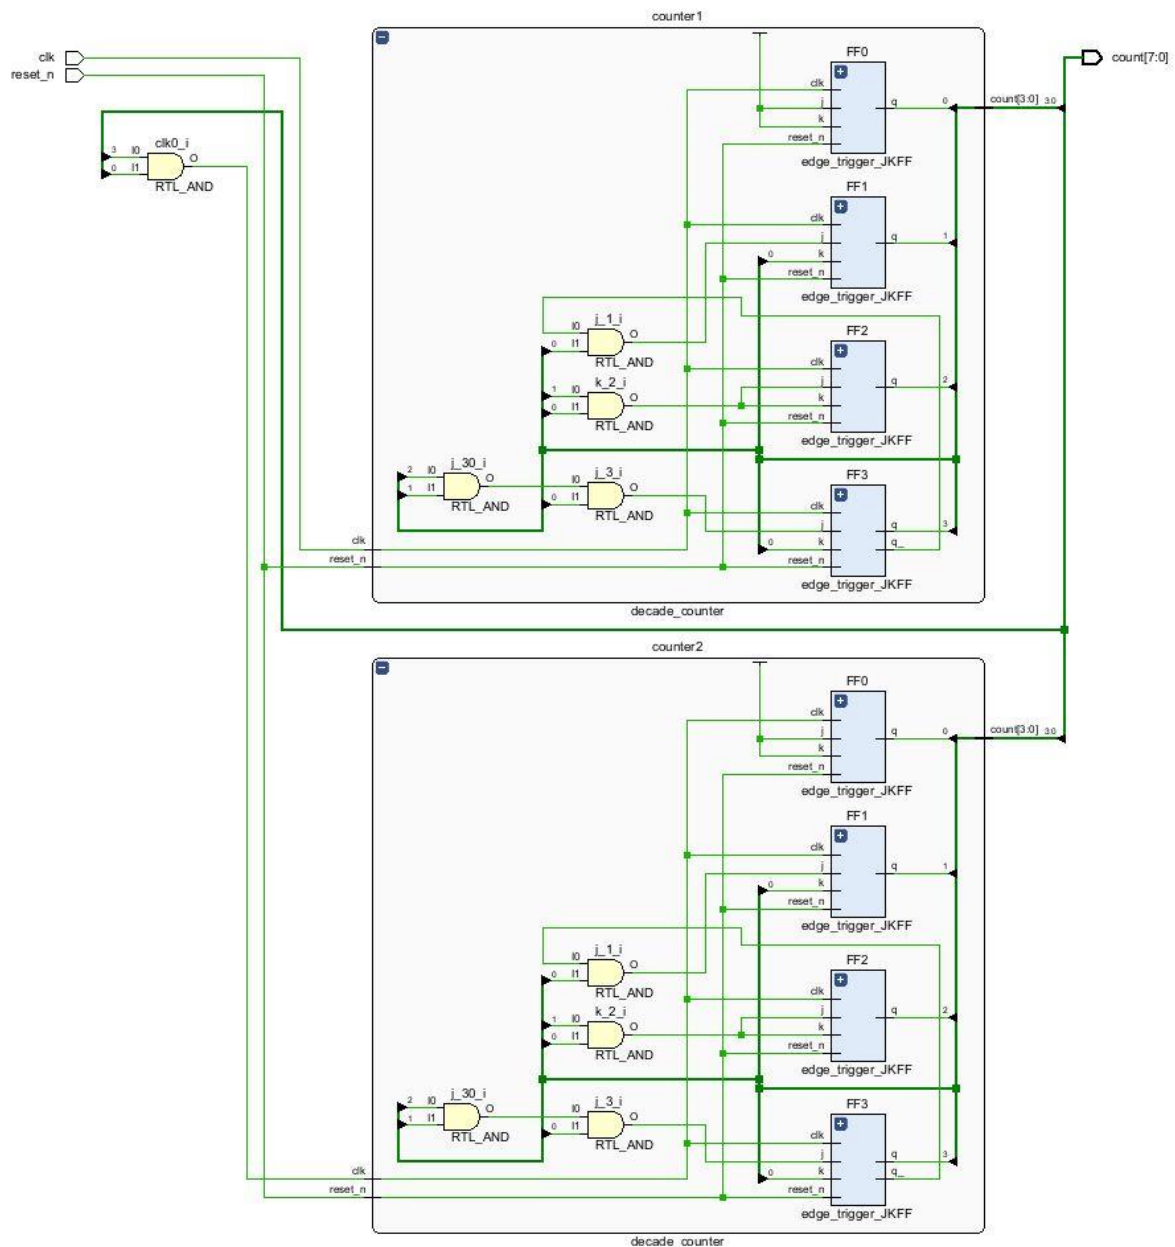 counter1
clk
reset_n
count[7:0]
clk0_i
3 I0 O
0 I1
RTL_AND
FF0
clk
j q 0 count[3:0] 3:0
k
reset_n
edge_trigger_JKFF
FF1
clk
j q 1
0 k
reset_n
edge_trigger_JKFF
j_1_i
I0 O
0 I1
RTL_AND
FF2
clk
j q 2
k
reset_n
edge_trigger_JKFF
k_2_i
1 I0 O
0 I1
RTL_AND
j_30_i
2 I0 O
1 I1
RTL_AND
j_3_i
I0 O
0 I1
RTL_AND
FF3
clk
j q 3
0 k q_
reset_n
edge_trigger_JKFF
clk
reset_n
decade_counter
counter2
FF0
clk
j q 0 count[3:0] 3:0
k
reset_n
edge_trigger_JKFF
FF1
clk
j q 1
0 k
reset_n
edge_trigger_JKFF
j_1_i
I0 O
0 I1
RTL_AND
FF2
clk
j q 2
k
reset_n
edge_trigger_JKFF
k_2_i
1 I0 O
0 I1
RTL_AND
j_30_i
2 I0 O
1 I1
RTL_AND
j_3_i
I0 O
0 I1
RTL_AND
FF3
clk
j q 3
0 k q_
reset_n
edge_trigger_JKFF
clk
reset_n
decade_counter